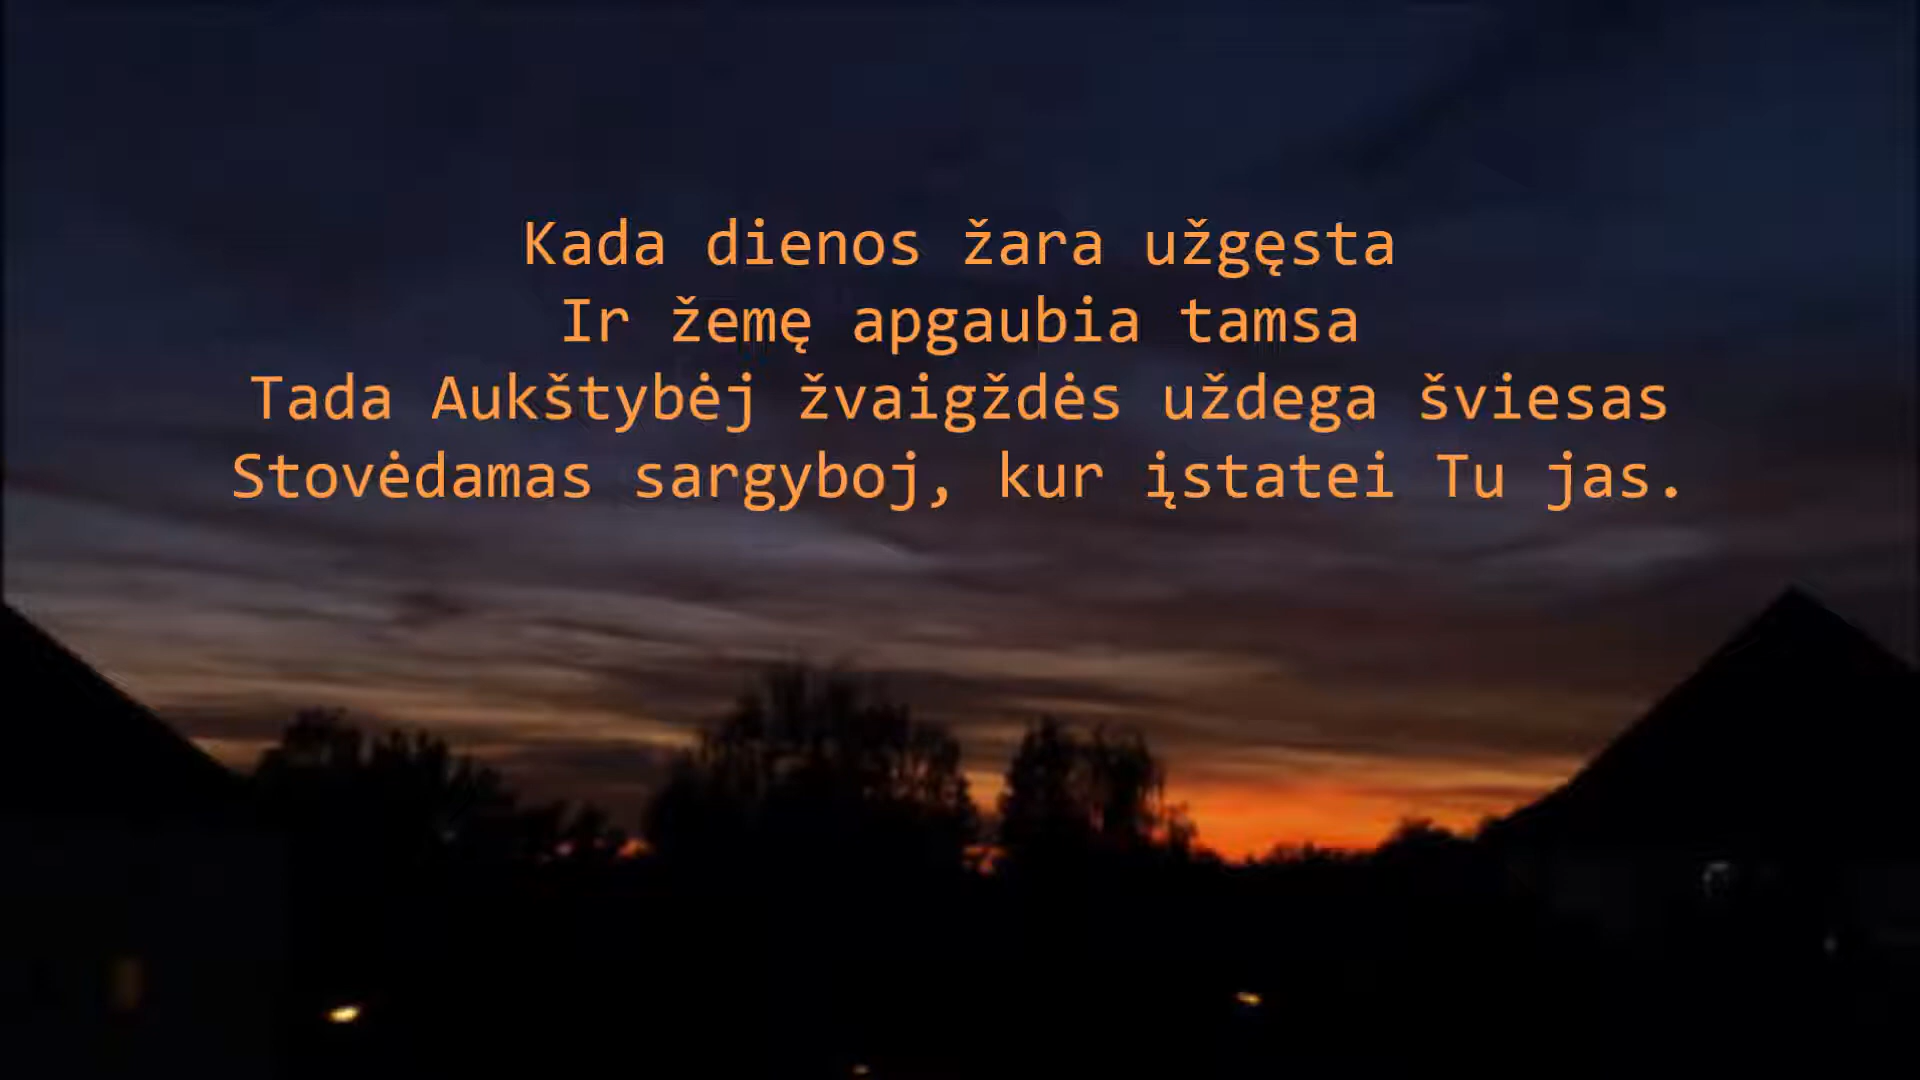 Kada dienos žara užgęsta
Ir žemę apgaubia tamsa
Tada Aukštybėj žvaigždės uždega šviesas
Stovėdamas sargyboj, kur įstatei Tu jas.